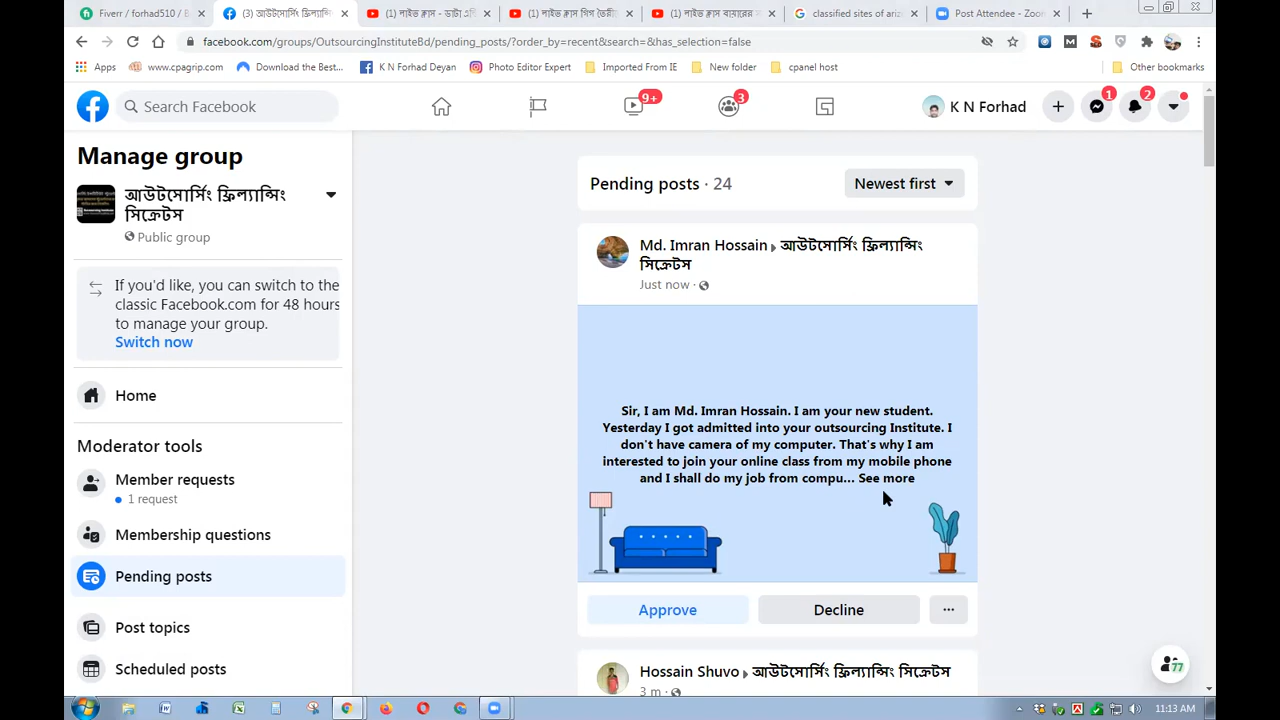 Fiverr / forhad510 / B
(3) আউটসোর্সিং ফ্রিল্যান্সিং
(1) লাইভ ক্লাস - ডাটা এন্ট্রি
(1) লাইভ ক্লাস গিগ তৈরী
(1) লাইভ ক্লাস বায়ারের
classified sites of ariz
Post Attendee - Zoom
facebook.com/groups/OutsourcingInstituteBd/pending_posts/?order_by=recent&search=&has_selection=false
Apps
www.cpagrip.com
Download the Best...
K N Forhad Deyan
Photo Editor Expert
Imported From IE
New folder
cpanel host
Other bookmarks
Search Facebook
9+
3
K N Forhad
1
2
Manage group
আউটসোর্সিং ফ্রিল্যান্সিং
সিক্রেটস
Public group
If you'd like, you can switch to the
classic Facebook.com for 48 hours
to manage your group.
Switch now
Home
Moderator tools
Member requests
1 request
Membership questions
Pending posts
Post topics
Scheduled posts
Pending posts · 24
Newest first
Md. Imran Hossain ▸ আউটসোর্সিং ফ্রিল্যান্সিং
সিক্রেটস
Just now ·
Sir, I am Md. Imran Hossain. I am your new student.
Yesterday I got admitted into your outsourcing Institute. I
don't have camera of my computer. That's why I am
interested to join your online class from my mobile phone
and I shall do my job from compu... See more
Approve
Decline
...
Hossain Shuvo ▸ আউটসোর্সিং ফ্রিল্যান্সিং সিক্রেটস
3 m ·
77
11:13 AM